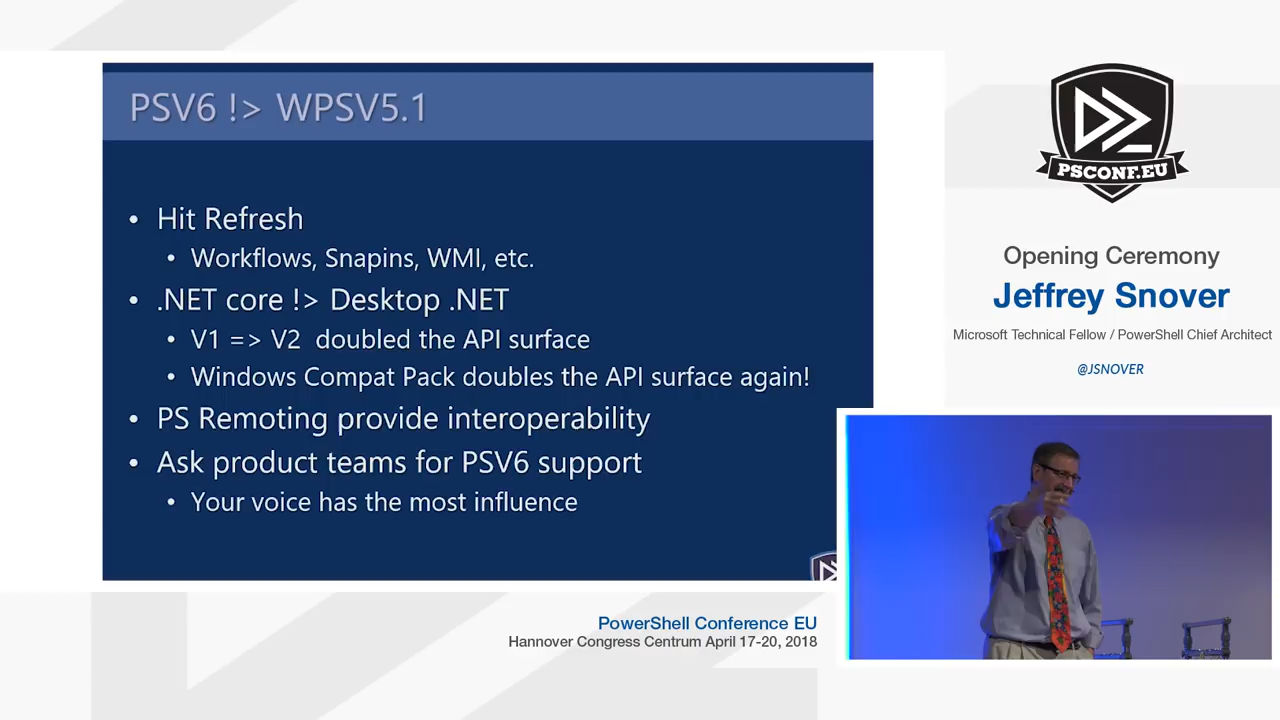 PSV6 !> WPSV5.1
• Hit Refresh
• Workflows, Snapins, WMI, etc.
• .NET core !> Desktop .NET
• V1 => V2 doubled the API surface
• Windows Compat Pack doubles the API surface again!
• PS Remoting provide interoperability
• Ask product teams for PSV6 support
• Your voice has the most influence
PSCONF.EU
Opening Ceremony
Jeffrey Snover
Microsoft Technical Fellow / PowerShell Chief Architect
@JSNOVER
PowerShell Conference EU
Hannover Congress Centrum April 17-20, 2018